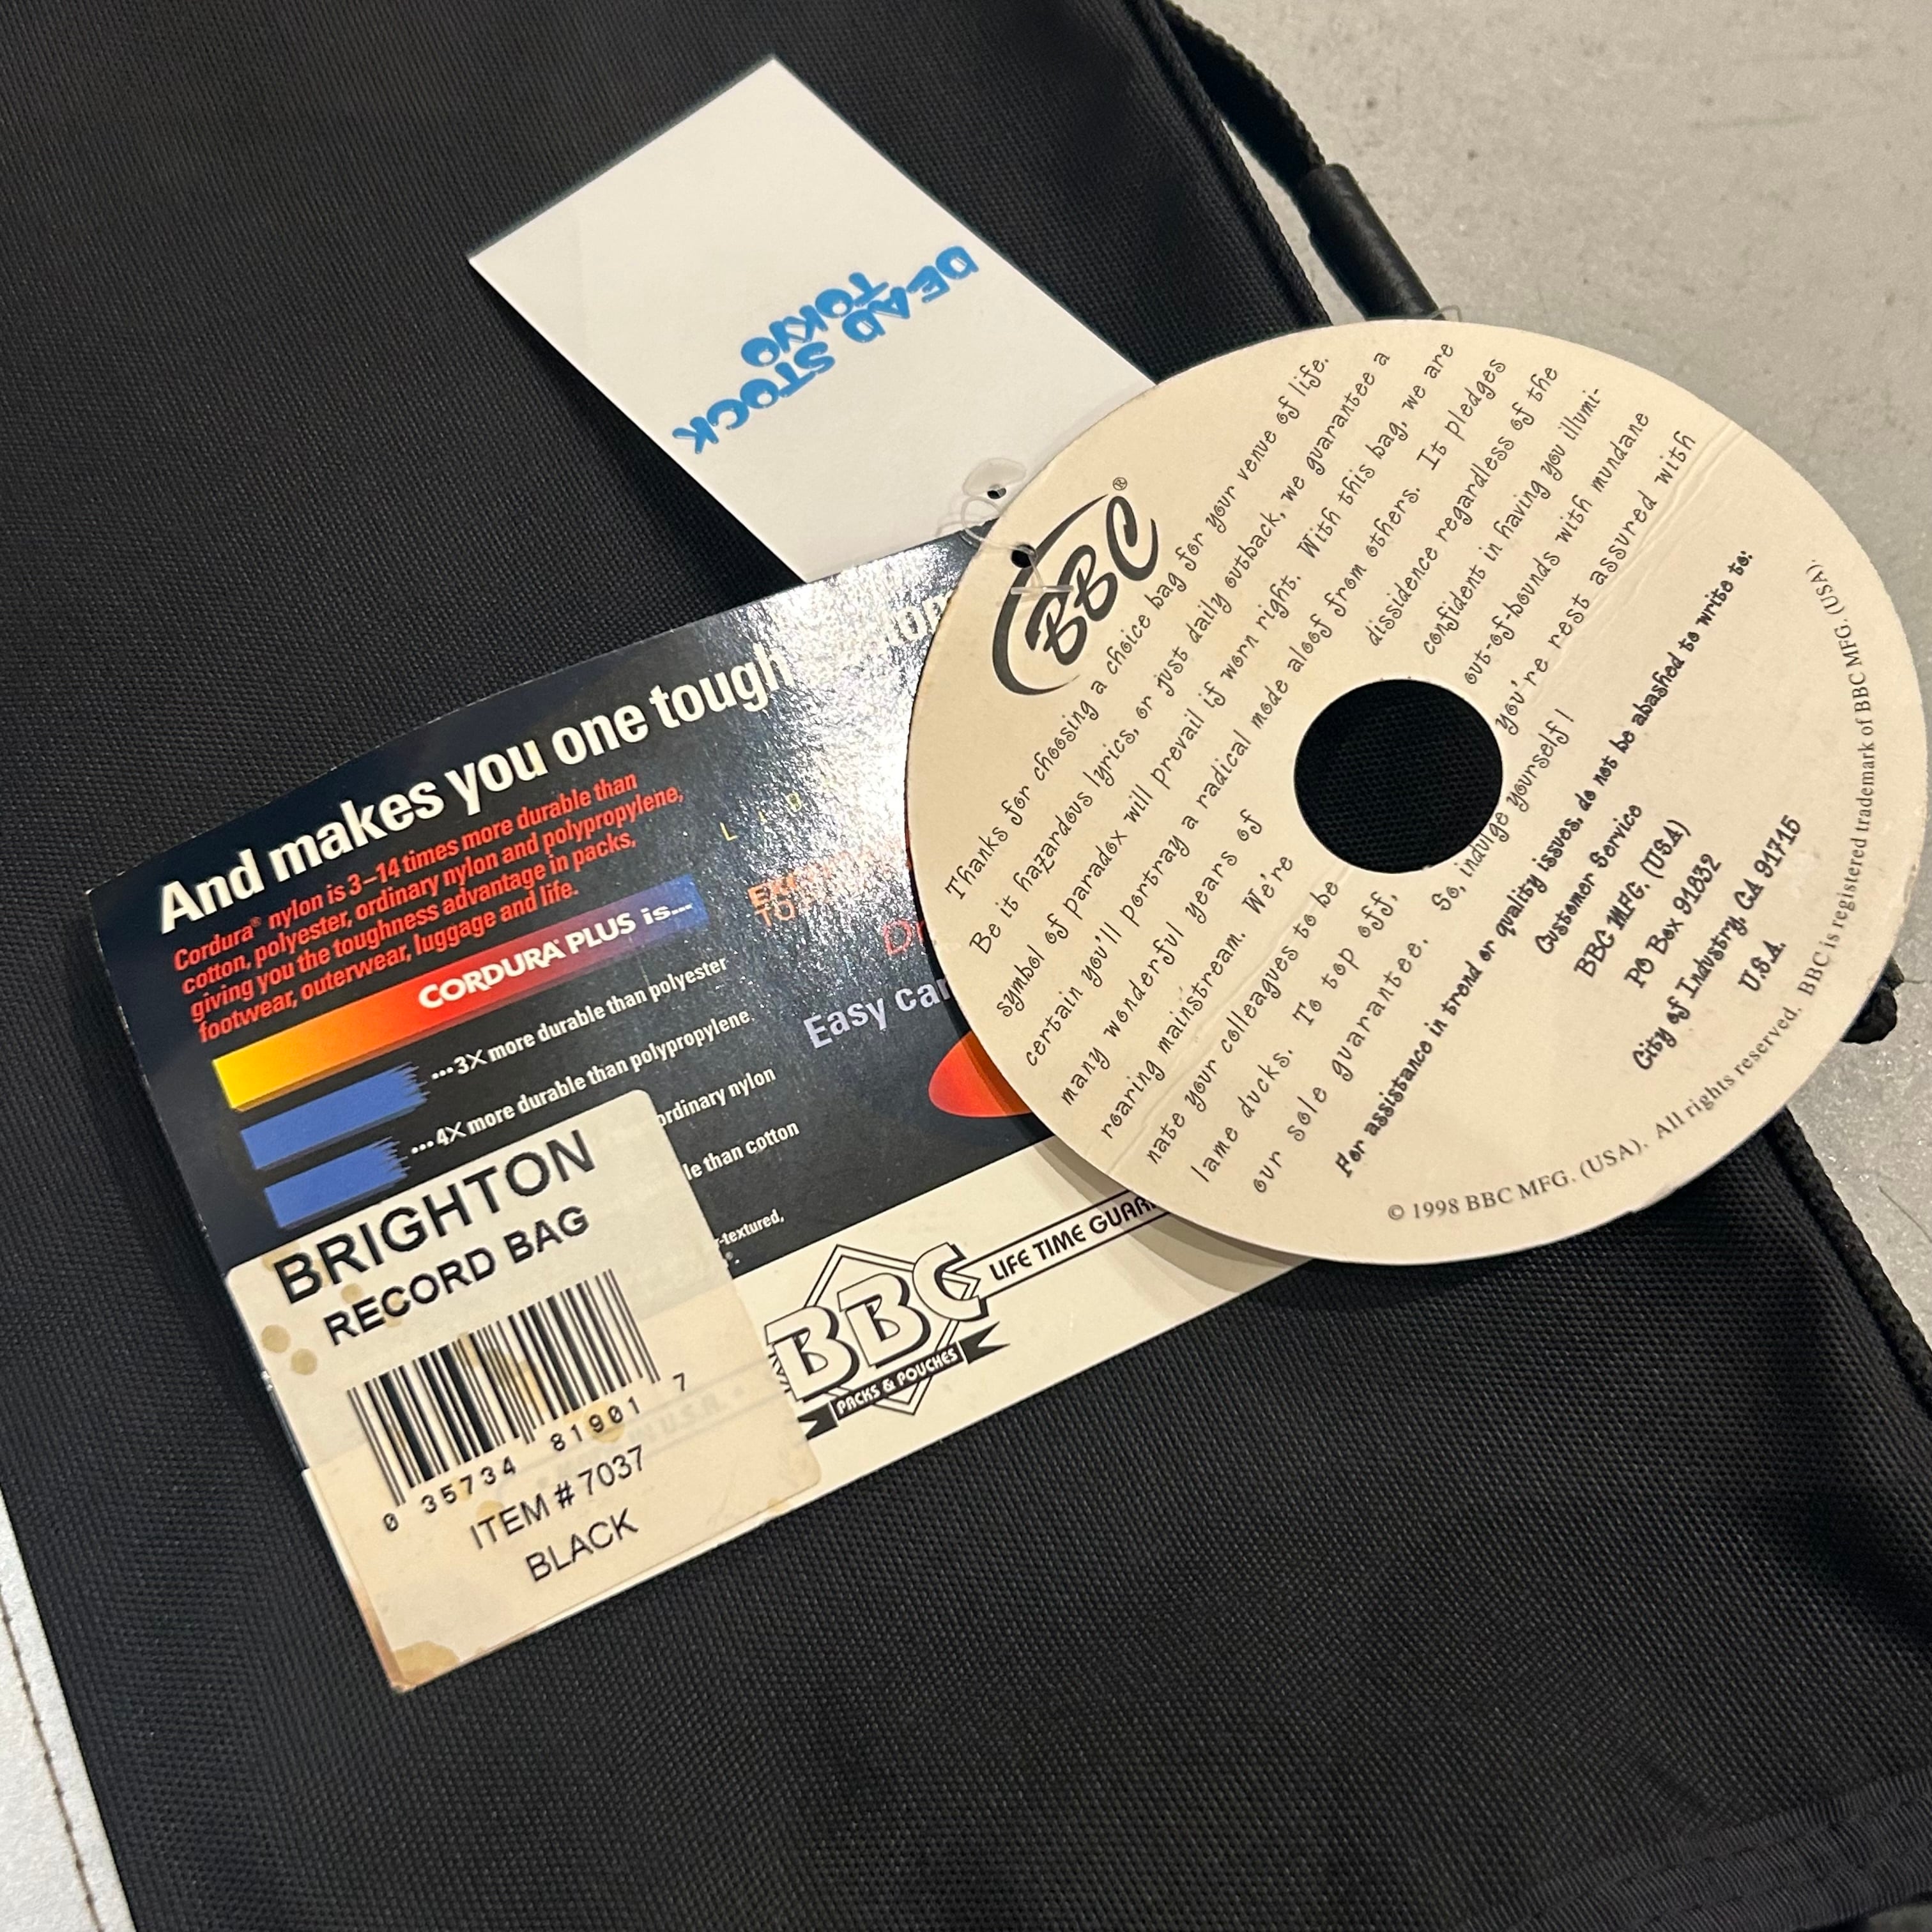 DEAD STOCK
TOKYO
BBC®
Thanks for choosing a choice bag for your venue of life.
Be it hazardous lyrics, or just daily outback, we guarantee a
symbol of paradox will prevail if worn right. With this bag, we are
certain you'll portray a radical mode aloof from others. It pledges
many wonderful years of dissidence regardless of the
roaring mainstream. We're confident in having you illumi-
nate your colleagues to be out-of-bounds with mundane
lame ducks. To top off, you're rest assured with
our sole guarantee. So, indulge yourself!
For assistance in trend or quality issues, do not be abashed to write to:
Customer Service
BBC MFG. (USA)
PO Box 91832
City of Industry, CA 91715
U.S.A.
© 1998 BBC MFG. (USA). All rights reserved. BBC is registered trademark of BBC MFG. (USA)
And makes you one tough
Cordura® nylon is 3–14 times more durable than
cotton, polyester, ordinary nylon and polypropylene,
giving you the toughness advantage in packs,
footwear, outerwear, luggage and life.
CORDURA® PLUS is...
...3X more durable than polyester
...4X more durable than polypropylene
ordinary nylon
than cotton
-textured,
Easy
BBC
PACKS & POUCHES
LIFE TIME
BRIGHTON
RECORD BAG
0 35734 81901 7
ITEM # 7037
BLACK